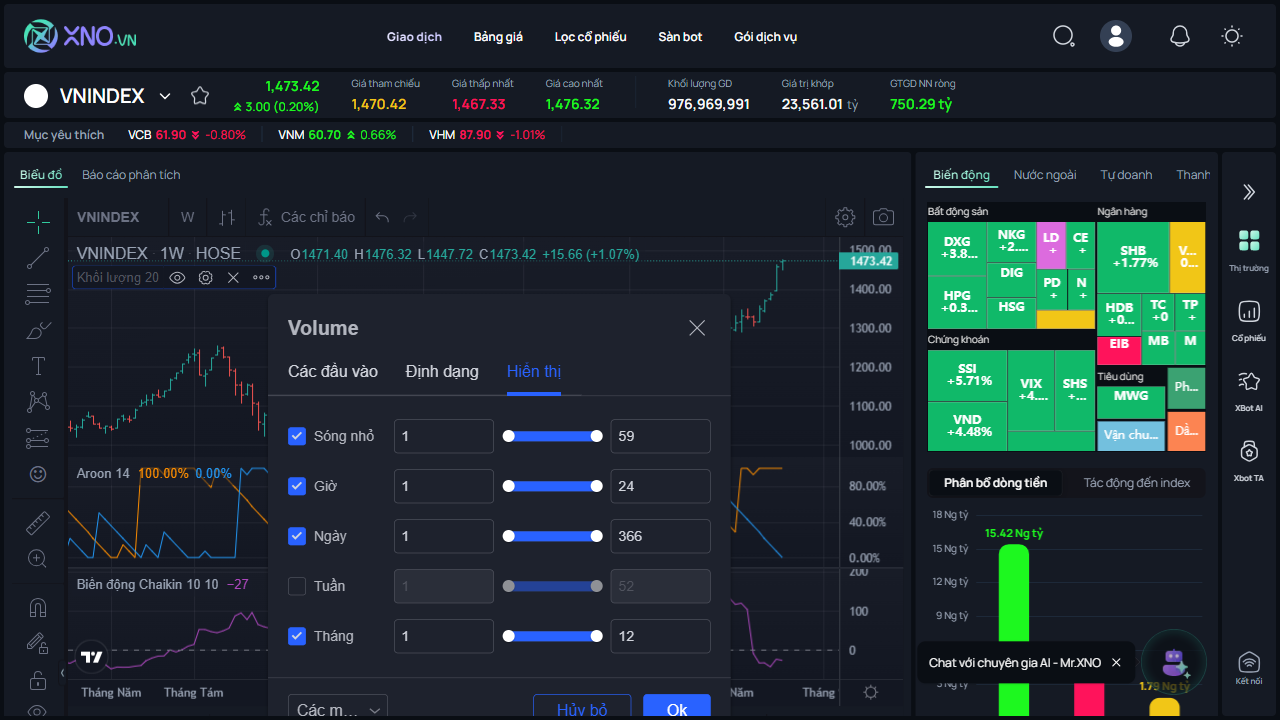 XNO.VN
Giao dịch
Bảng giá
Lọc cổ phiếu
Sàn bot
Gói dịch vụ
VNINDEX
1,473.42
3.00 (0.20%)
Giá tham chiếu
1,470.42
Giá thấp nhất
1,467.33
Giá cao nhất
1,476.32
Khối lượng GD
976,969,991
Giá trị khớp
23,561.01 tỷ
GTGD NN ròng
750.29 tỷ
Mục yêu thích
VCB 61.90 -0.80%
VNM 60.70 0.66%
VHM 87.90 -1.01%
Biểu đồ
Báo cáo phân tích
VNINDEX
W
Các chỉ báo
VNINDEX · 1W · HOSE
O1471.40 H1476.32 L1447.72 C1473.42 +15.66 (+1.07%)
Khối lượng 20
1500.00
1473.42
1400.00
1300.00
1200.00
1100.00
1000.00
Aroon 14 100.00% 0.00%
80.00%
40.00%
0.00%
Biên động Chaikin 10 10 −27
200
100
0
Tháng Năm
Tháng Tám
Năm
Tháng
Volume
Các đầu vào
Định dạng
Hiển thị
Sóng nhỏ
1
59
Giờ
1
24
Ngày
1
366
Tuần
1
52
Tháng
1
12
Các m...
Hủy bỏ
Ok
Biến động
Nước ngoài
Tự doanh
Thanh
Bất động sản
DXG
+3.8...
NKG
+2....
LD
+
CE
+
HPG
+0.3...
DIG
HSG
PD
+
N
+
Ngân hàng
SHB
+1.77%
V...
0...
HDB
+0...
TC
+0
TP
+
EIB
MB
M
Chứng khoán
SSI
+5.71%
VND
+4.48%
VIX
+4....
SHS
+...
Tiêu dùng
MWG
Ph...
Vận chu...
Dầ...
Phân bổ dòng tiền
Tác động đến index
18 Ng tỷ
15 Ng tỷ
12 Ng tỷ
9 Ng tỷ
3 Ng tỷ
15.42 Ng tỷ
1.79 Ng tỷ
Chat với chuyên gia AI - Mr.XNO
Thị trường
Cổ phiếu
XBot AI
Xbot TA
Kết nối